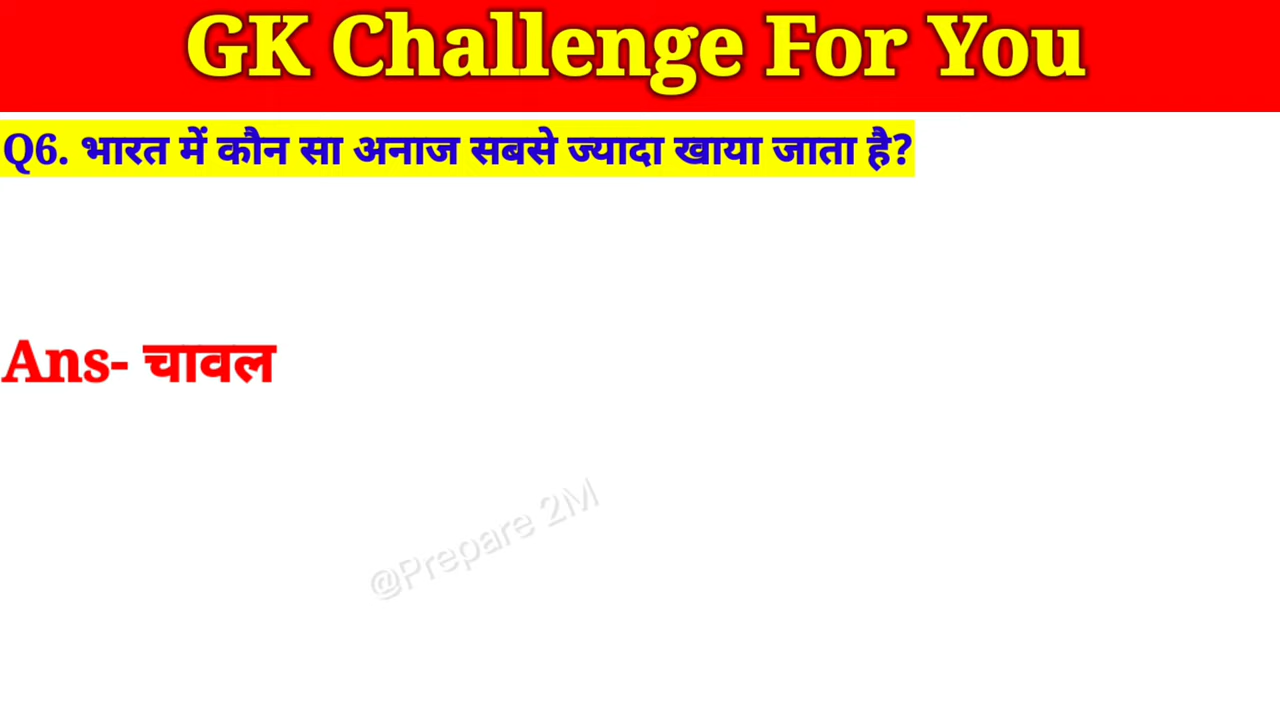 GK Challenge For You
Q6. भारत में कौन सा अनाज सबसे ज्यादा खाया जाता है?
Ans- चावल
@Prepare 2M